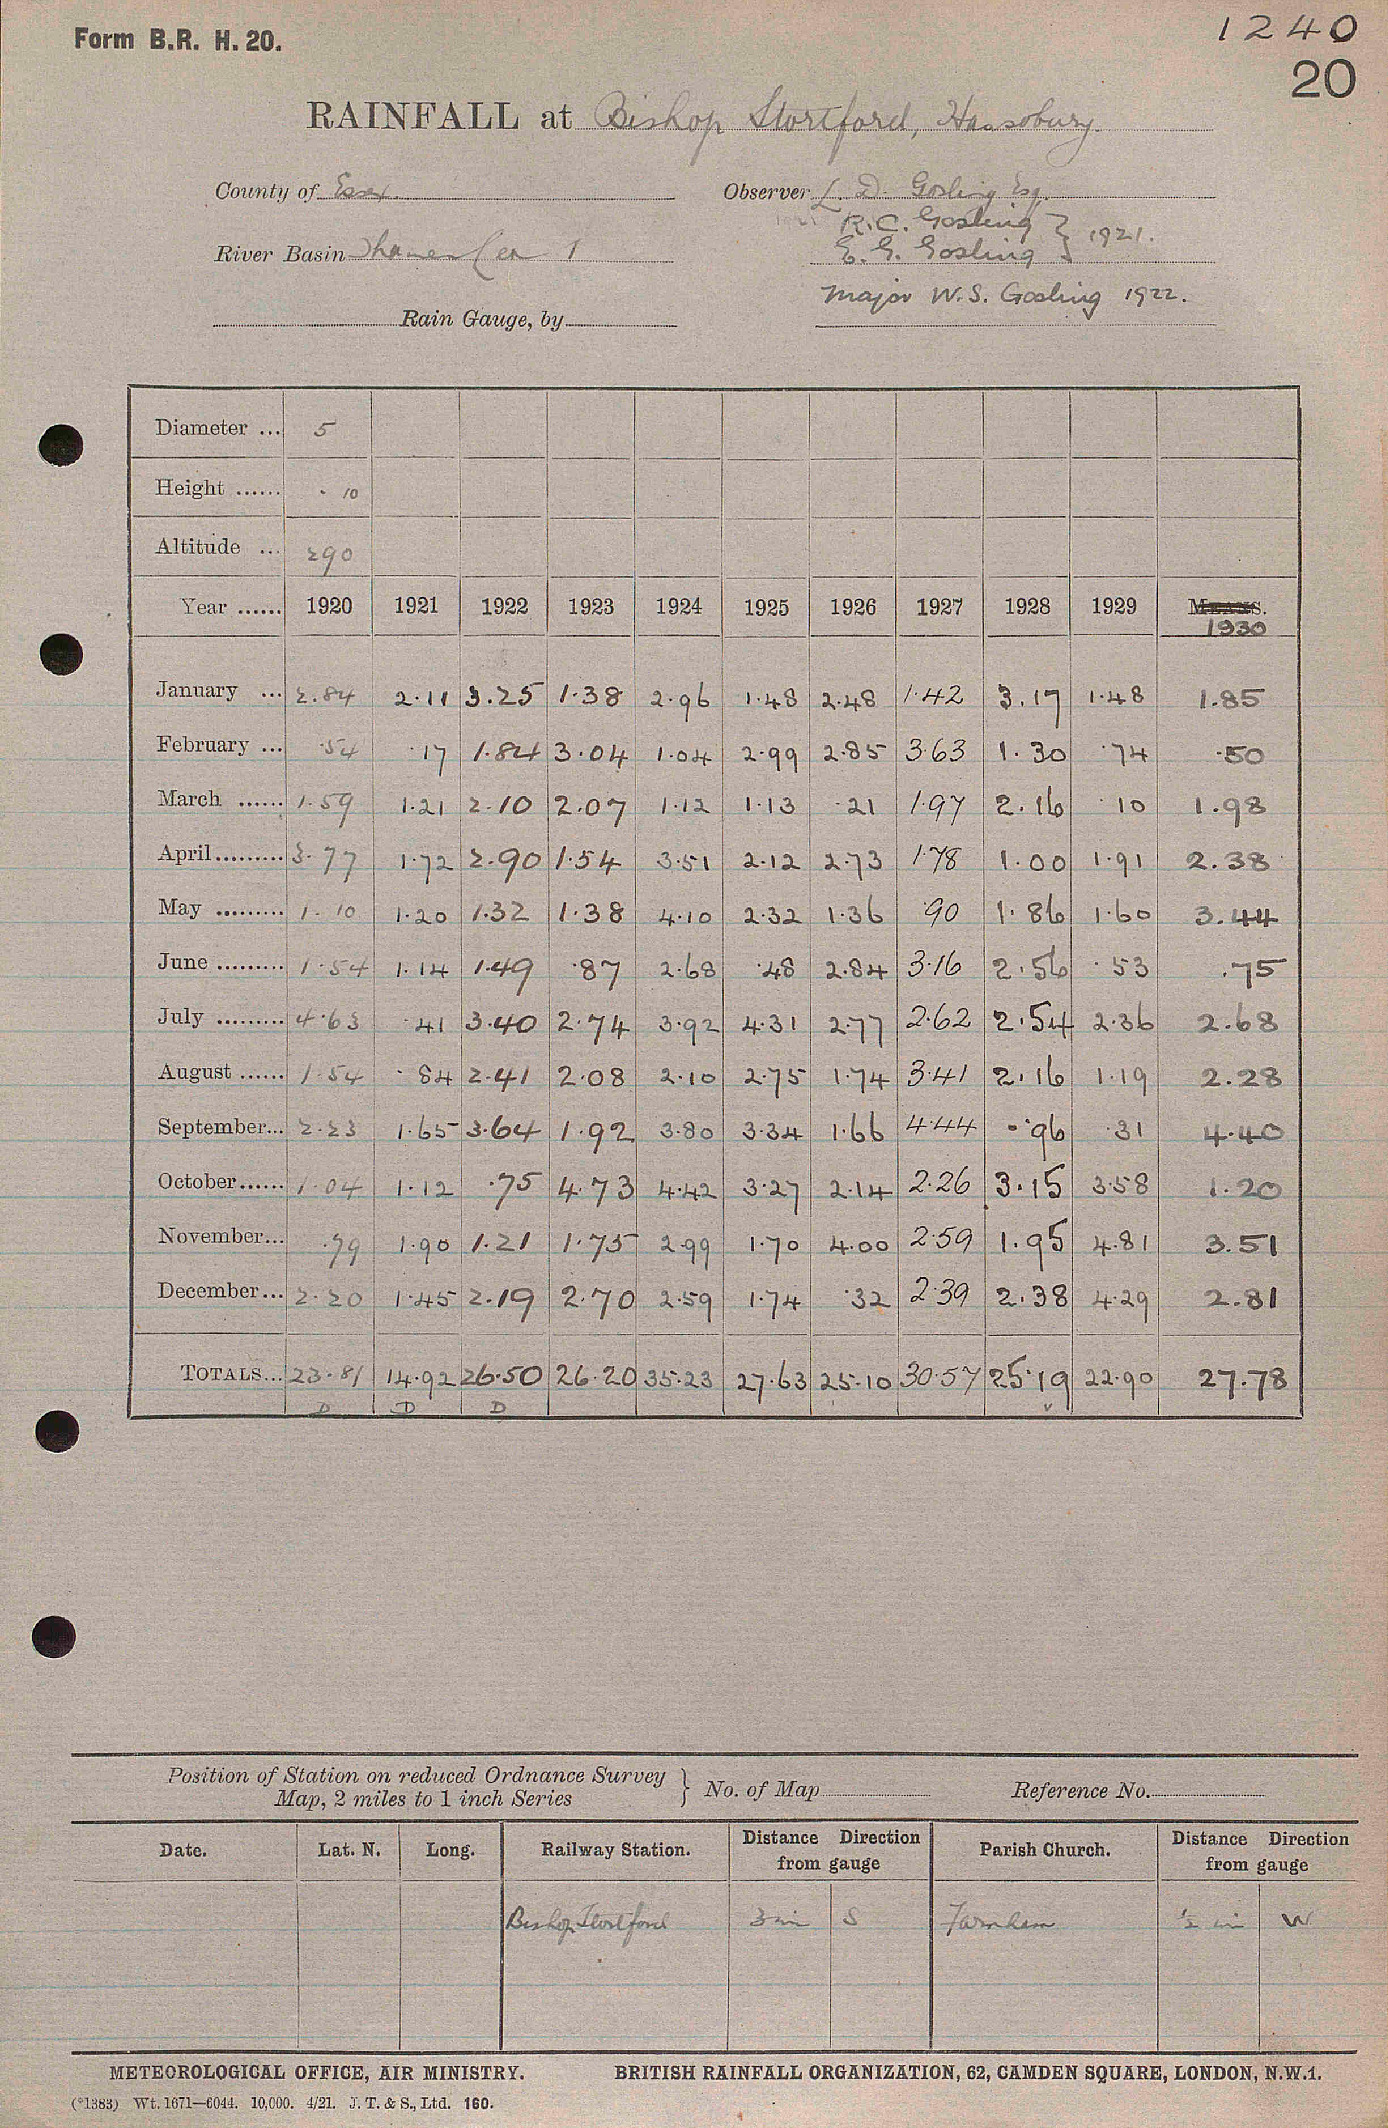 Form B.R. H. 20.
1240
20
RAINFALL at Bishop Stortford, Hassobury.
County of Essex
Observer L. D. Gosling Esq.
R.C. Gosling } 1921.
River Basin Thames Lea 1
E. G. Gosling
Major W.S. Gosling 1922.
Rain Gauge, by
Diameter ... 5
Height ...... .10
Altitude ... 290
Year ...... 1920 1921 1922 1923 1924 1925 1926 1927 1928 1929 MEANS.
1930
January ... 2.84 2.11 3.25 1.38 2.96 1.48 2.48 1.42 3.17 1.48 1.85
February ... .54 .17 1.84 3.04 1.04 2.99 2.85 3.63 1.30 .74 .50
March ...... 1.59 1.21 2.10 2.07 1.12 1.13 .21 1.97 2.16 .10 1.98
April ......... 3.77 1.72 2.90 1.54 3.51 2.12 2.73 1.78 1.00 1.91 2.38
May ......... 1.10 1.20 1.32 1.38 4.10 2.32 1.36 .90 1.86 1.60 3.44
June ......... 1.54 1.14 1.49 .87 2.68 .48 2.84 3.16 2.56 .53 .75
July ......... 4.63 .41 3.40 2.74 3.92 4.31 2.77 2.62 2.54 2.36 2.68
August ...... 1.54 .84 2.41 2.08 2.10 2.75 1.74 3.41 2.16 1.19 2.28
September... 2.23 1.65 3.64 1.92 3.80 3.34 1.66 4.44 .96 .31 4.40
October...... 1.04 1.12 .75 4.73 4.42 3.27 2.14 2.26 3.15 3.58 1.20
November... .79 1.90 1.21 1.75 2.99 1.70 4.00 2.59 1.95 4.81 3.51
December... 2.20 1.45 2.19 2.70 2.59 1.74 .32 2.39 2.38 4.29 2.81
TOTALS... 23.81 14.92 26.50 26.20 35.23 27.63 25.10 30.57 25.19 22.90 27.78
D D D v
Position of Station on reduced Ordnance Survey
Map, 2 miles to 1 inch Series } No. of Map Reference No.
Date. Lat. N. Long. Railway Station. Distance Direction from gauge Parish Church. Distance Direction from gauge
Bishop Stortford 3 m S Farnham ½ m W
METEOROLOGICAL OFFICE, AIR MINISTRY. BRITISH RAINFALL ORGANIZATION, 62, CAMDEN SQUARE, LONDON, N.W.1.
(*1383) Wt. 1671—6044. 10,000. 4/21. J. T. & S., Ltd. 160.